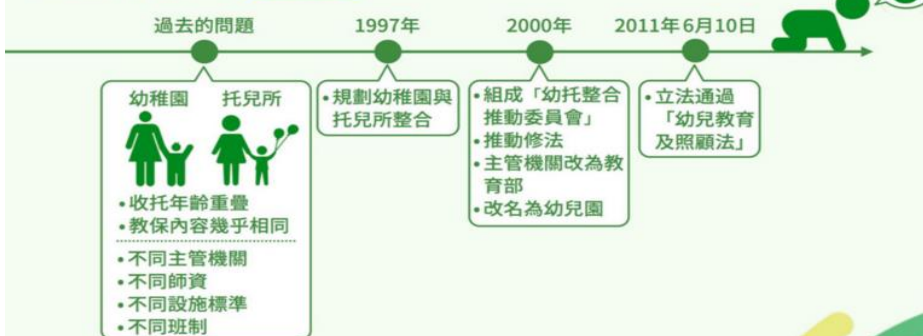 過去的問題
幼稚園
托兒所
•收托年齡重疊
•教保內容幾乎相同
•不同主管機關
•不同師資
•不同設施標準
•不同班制
1997年
•規劃幼稚園與
托兒所整合
2000年
•組成「幼托整合
推動委員會」
•推動修法
•主管機關改為教
育部
•改名為幼兒園
2011年6月10日
•立法通過
「幼兒教育
及照顧法」